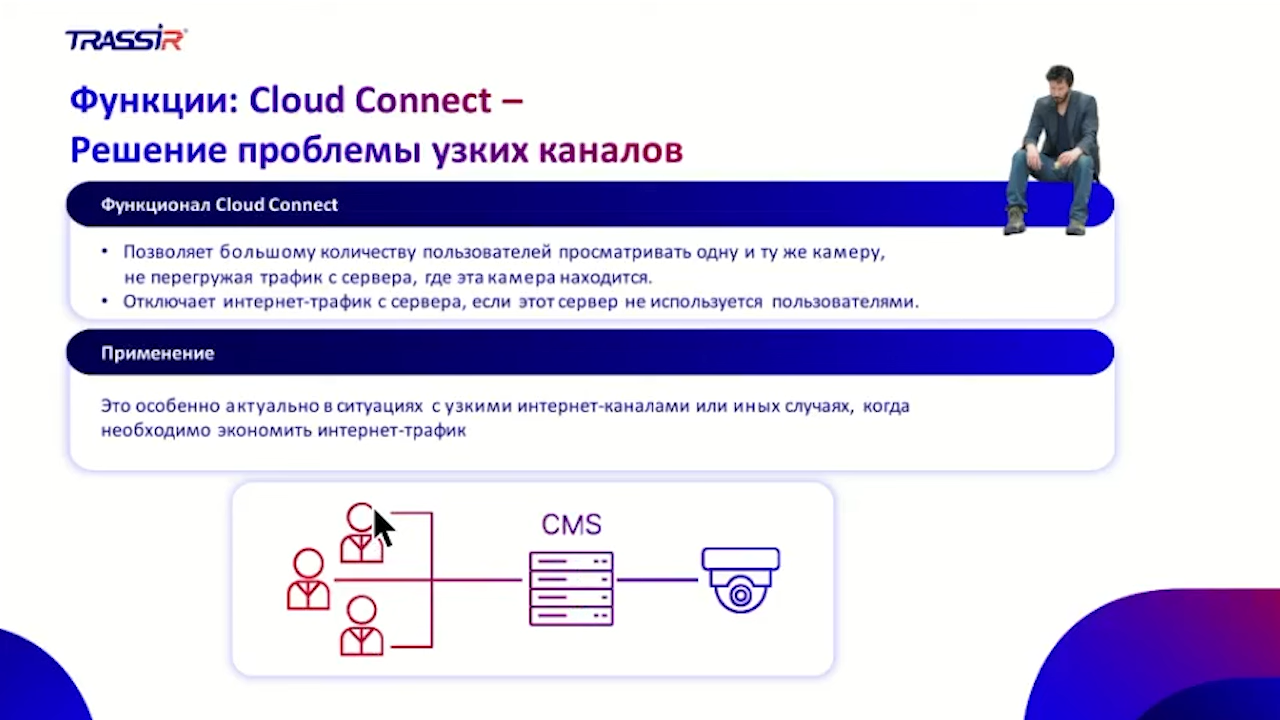 TRASSIR
Функции: Cloud Connect –
Решение проблемы узких каналов
Функционал Cloud Connect
• Позволяет большому количеству пользователей просматривать одну и ту же камеру,
не перегружая трафик с сервера, где эта камера находится.
• Отключает интернет-трафик с сервера, если этот сервер не используется пользователями.
Применение
Это особенно актуально в ситуациях с узкими интернет-каналами или иных случаях, когда
необходимо экономить интернет-трафик
CMS